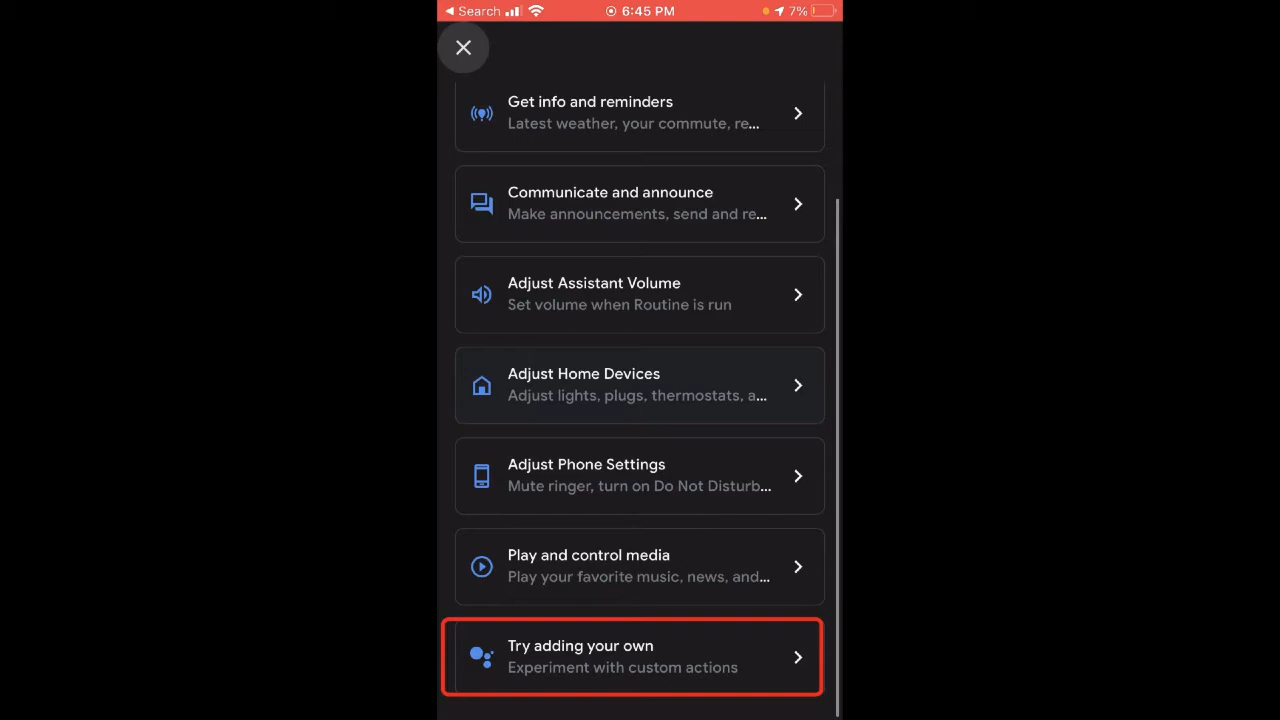 Search 6:45 PM 7%
Get info and reminders
Latest weather, your commute, re...
Communicate and announce
Make announcements, send and re...
Adjust Assistant Volume
Set volume when Routine is run
Adjust Home Devices
Adjust lights, plugs, thermostats, a...
Adjust Phone Settings
Mute ringer, turn on Do Not Disturb...
Play and control media
Play your favorite music, news, and...
Try adding your own
Experiment with custom actions